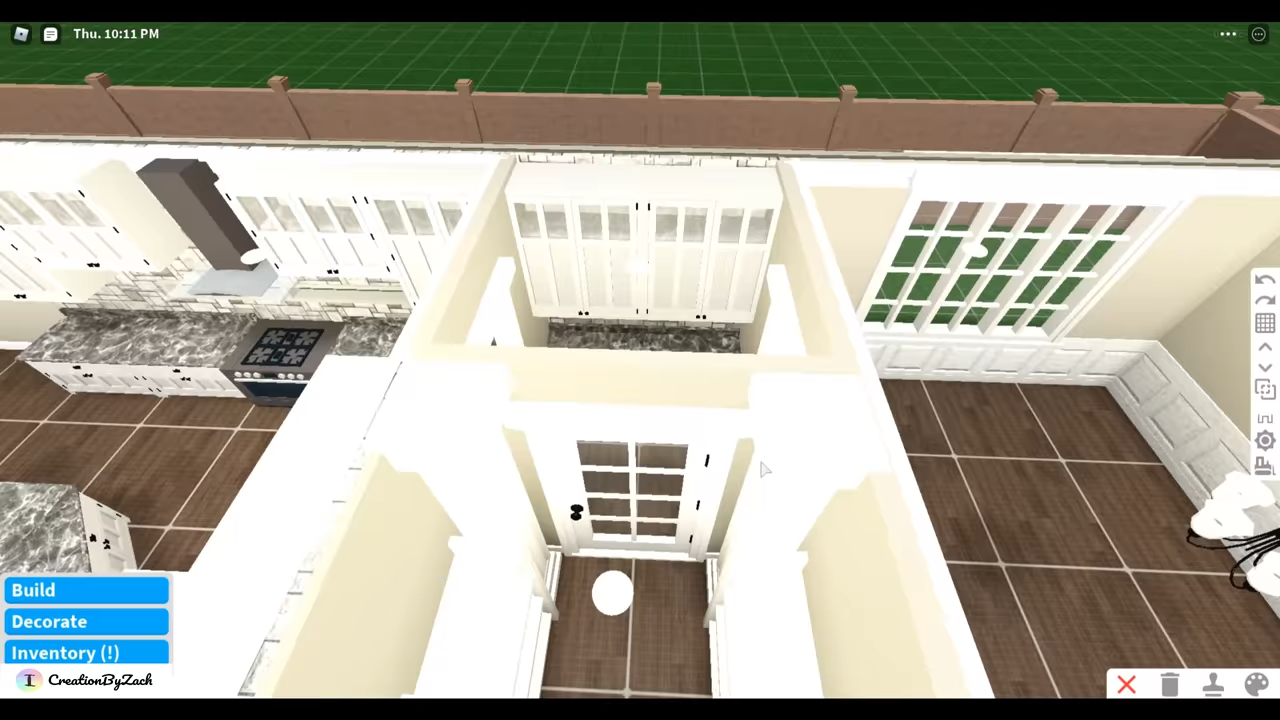 Thu. 10:11 PM
Build
Decorate
Inventory (!)
CreationByZach